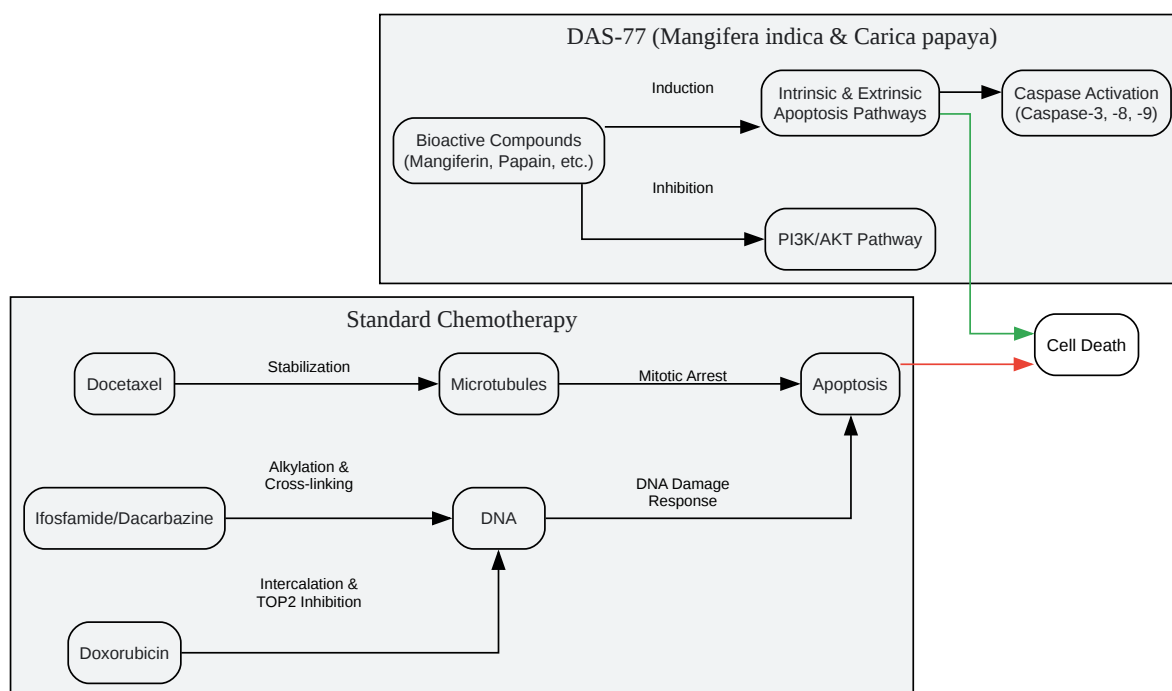 DAS-77 (Mangifera indica & Carica papaya)
Induction
Intrinsic & Extrinsic
Apoptosis Pathways
Caspase Activation
(Caspase-3, -8, -9)
Bioactive Compounds
(Mangiferin, Papain, etc.)
Inhibition
PI3K/AKT Pathway
Standard Chemotherapy
Cell Death
Docetaxel
Stabilization
Microtubules
Mitotic Arrest
Apoptosis
Alkylation &
Cross-linking
Ifosfamide/Dacarbazine
DNA
DNA Damage
Response
Intercalation &
TOP2 Inhibition
Doxorubicin